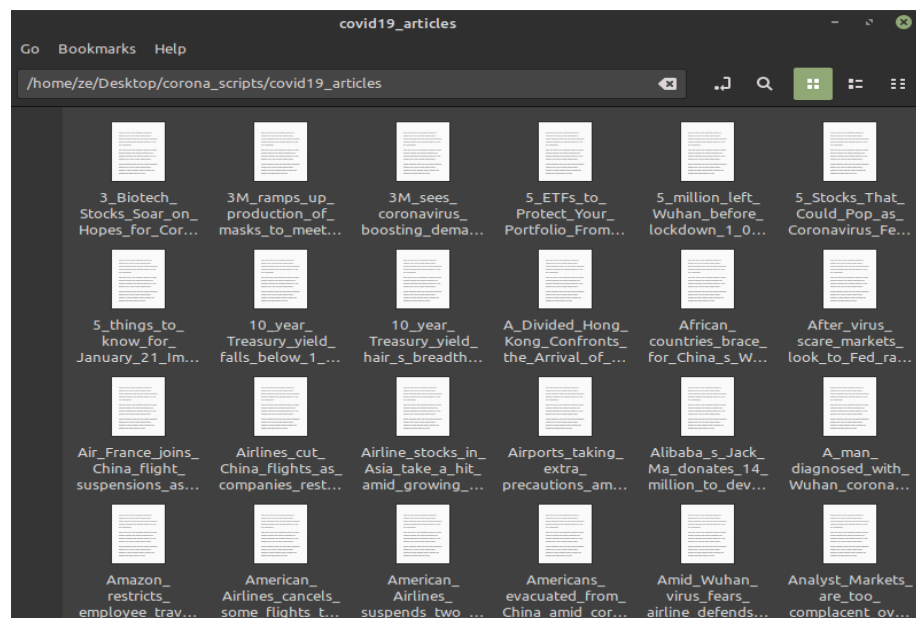 covid19_articles
Go Bookmarks Help
/home/ze/Desktop/corona_scripts/covid19_articles
3_Biotech_
Stocks_Soar_on_
Hopes_for_Cor...
3M_ramps_up_
production_of_
masks_to_meet...
3M_sees_
coronavirus_
boosting_dema...
5_ETFs_to_
Protect_Your_
Portfolio_From...
5_million_left_
Wuhan_before_
lockdown_1_0...
5_Stocks_That_
Could_Pop_as_
Coronavirus_Fe...
5_things_to_
know_for_
January_21_Im...
10_year_
Treasury_yield_
falls_below_1_...
10_year_
Treasury_yield_
hair_s_breadth...
A_Divided_Hong_
Kong_Confronts_
the_Arrival_of_...
African_
countries_brace_
for_China_s_W...
After_virus_
scare_markets_
look_to_Fed_ra...
Air_France_joins_
China_flight_
suspensions_as...
Airlines_cut_
China_flights_as_
companies_rest...
Airline_stocks_in_
Asia_take_a_hit_
amid_growing_...
Airports_taking_
extra_
precautions_am...
Alibaba_s_Jack_
Ma_donates_14_
million_to_dev...
A_man_
diagnosed_with_
Wuhan_corona...
Amazon_
restricts_
employee_trav...
American_
Airlines_cancels_
some_flights_t...
American_
Airlines_
suspends_two_...
Americans_
evacuated_from_
China_amid_cor...
Amid_Wuhan_
virus_fears_
airline_defends...
Analyst_Markets_
are_too_
complacent_ov...